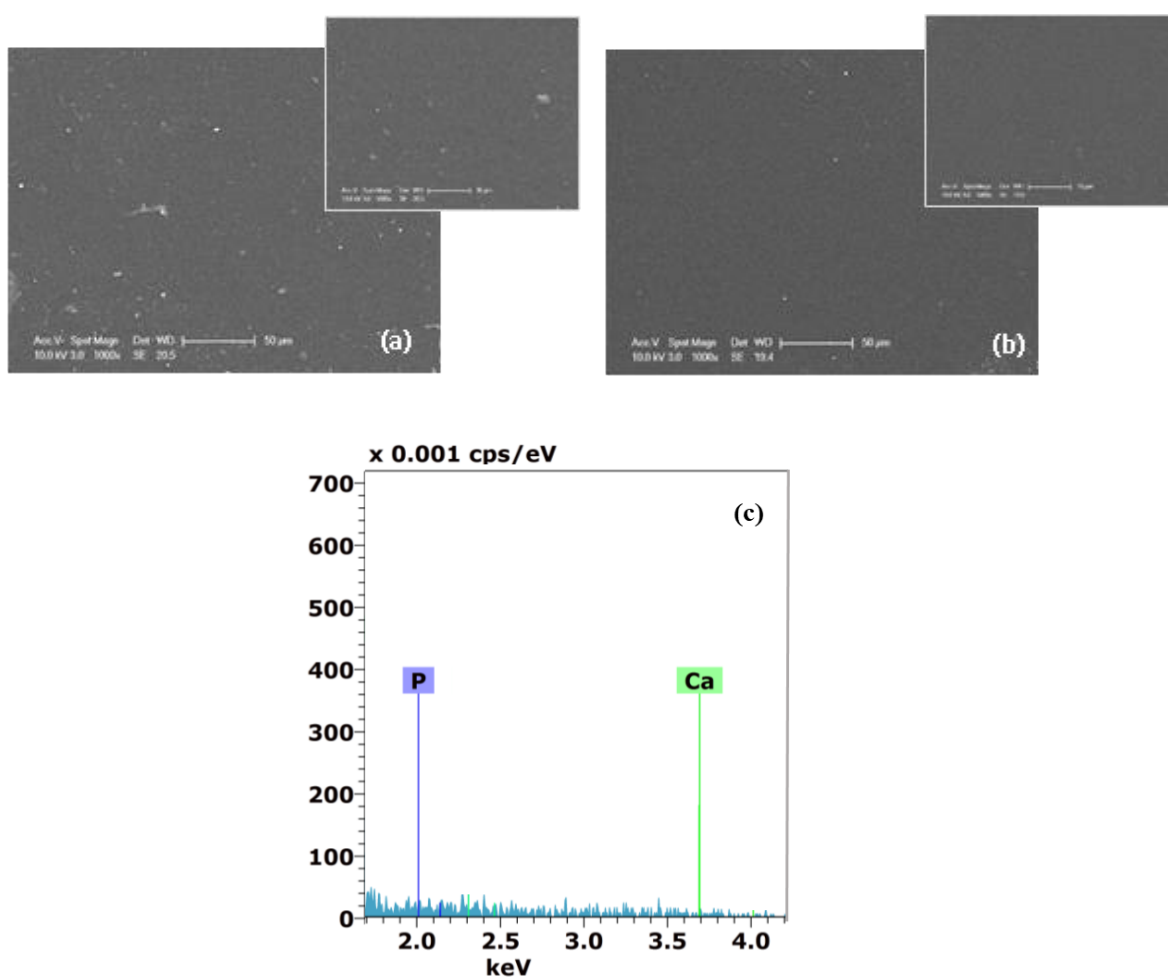 Acc.V Spot Magn Det WD 50 µm
10.0 kV 3.0 1000x SE 20.5
(a)
Acc.V Spot Magn Det WD 50 µm
10.0 kV 3.0 1000x SE 19.4
(b)
x 0.001 cps/eV
(c)
700
600
500
400
300
200
100
0
P
Ca
2.0 2.5 3.0 3.5 4.0
keV